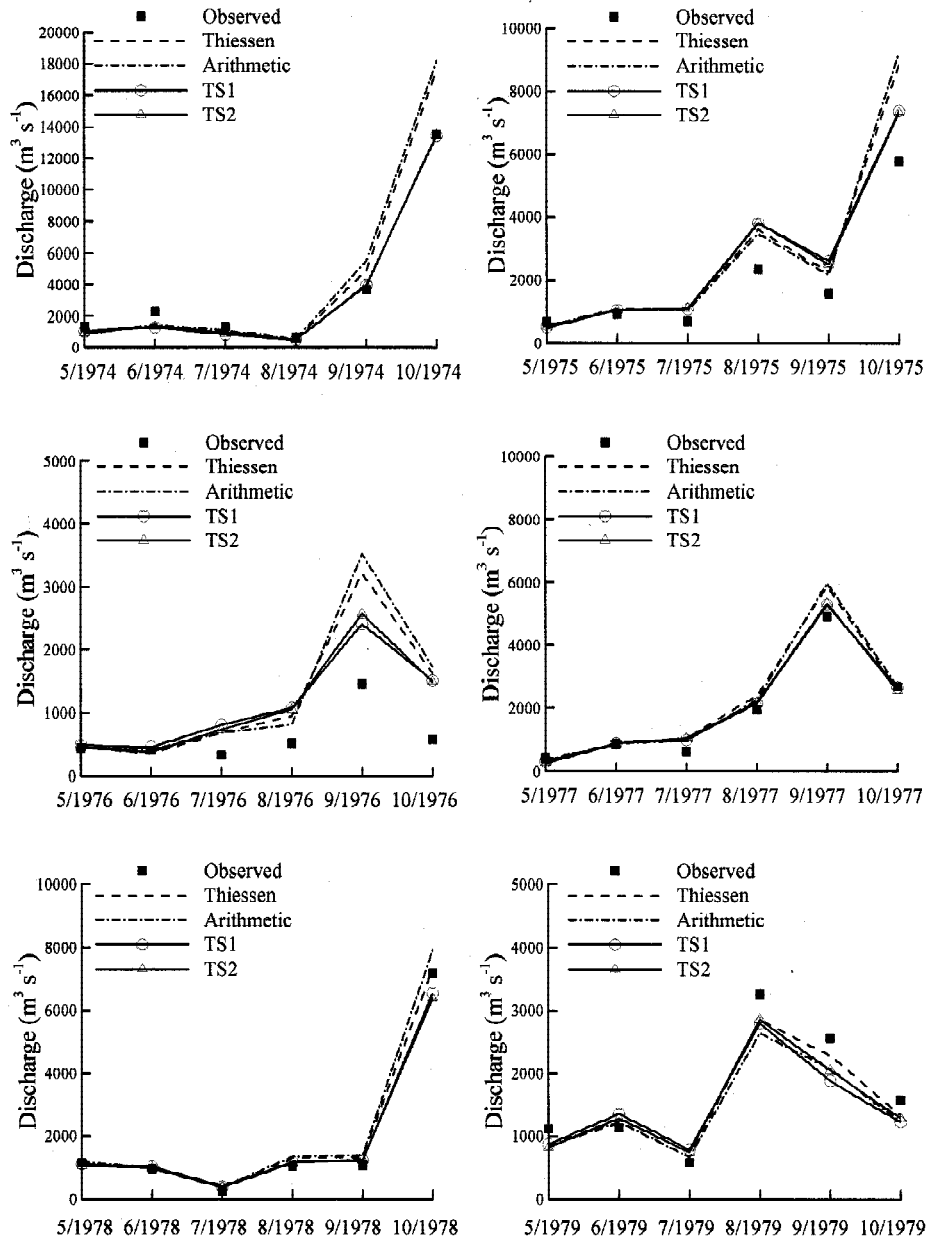 Observed
Thiessen
Arithmetic
TS1
TS2
Discharge (m³ s⁻¹)
20000
18000
16000
14000
12000
10000
8000
6000
4000
2000
0
5/1974 6/1974 7/1974 8/1974 9/1974 10/1974
Observed
Thiessen
Arithmetic
TS1
TS2
Discharge (m³ s⁻¹)
10000
8000
6000
4000
2000
0
5/1975 6/1975 7/1975 8/1975 9/1975 10/1975
Observed
Thiessen
Arithmetic
TS1
TS2
Discharge (m³ s⁻¹)
5000
4000
3000
2000
1000
0
5/1976 6/1976 7/1976 8/1976 9/1976 10/1976
Observed
Thiessen
Arithmetic
TS1
TS2
Discharge (m³ s⁻¹)
10000
8000
6000
4000
2000
0
5/1977 6/1977 7/1977 8/1977 9/1977 10/1977
Observed
Thiessen
Arithmetic
TS1
TS2
Discharge (m³ s⁻¹)
10000
8000
6000
4000
2000
0
5/1978 6/1978 7/1978 8/1978 9/1978 10/1978
Observed
Thiessen
Arithmetic
TS1
TS2
Discharge (m³ s⁻¹)
5000
4000
3000
2000
1000
0
5/1979 6/1979 7/1979 8/1979 9/1979 10/1979